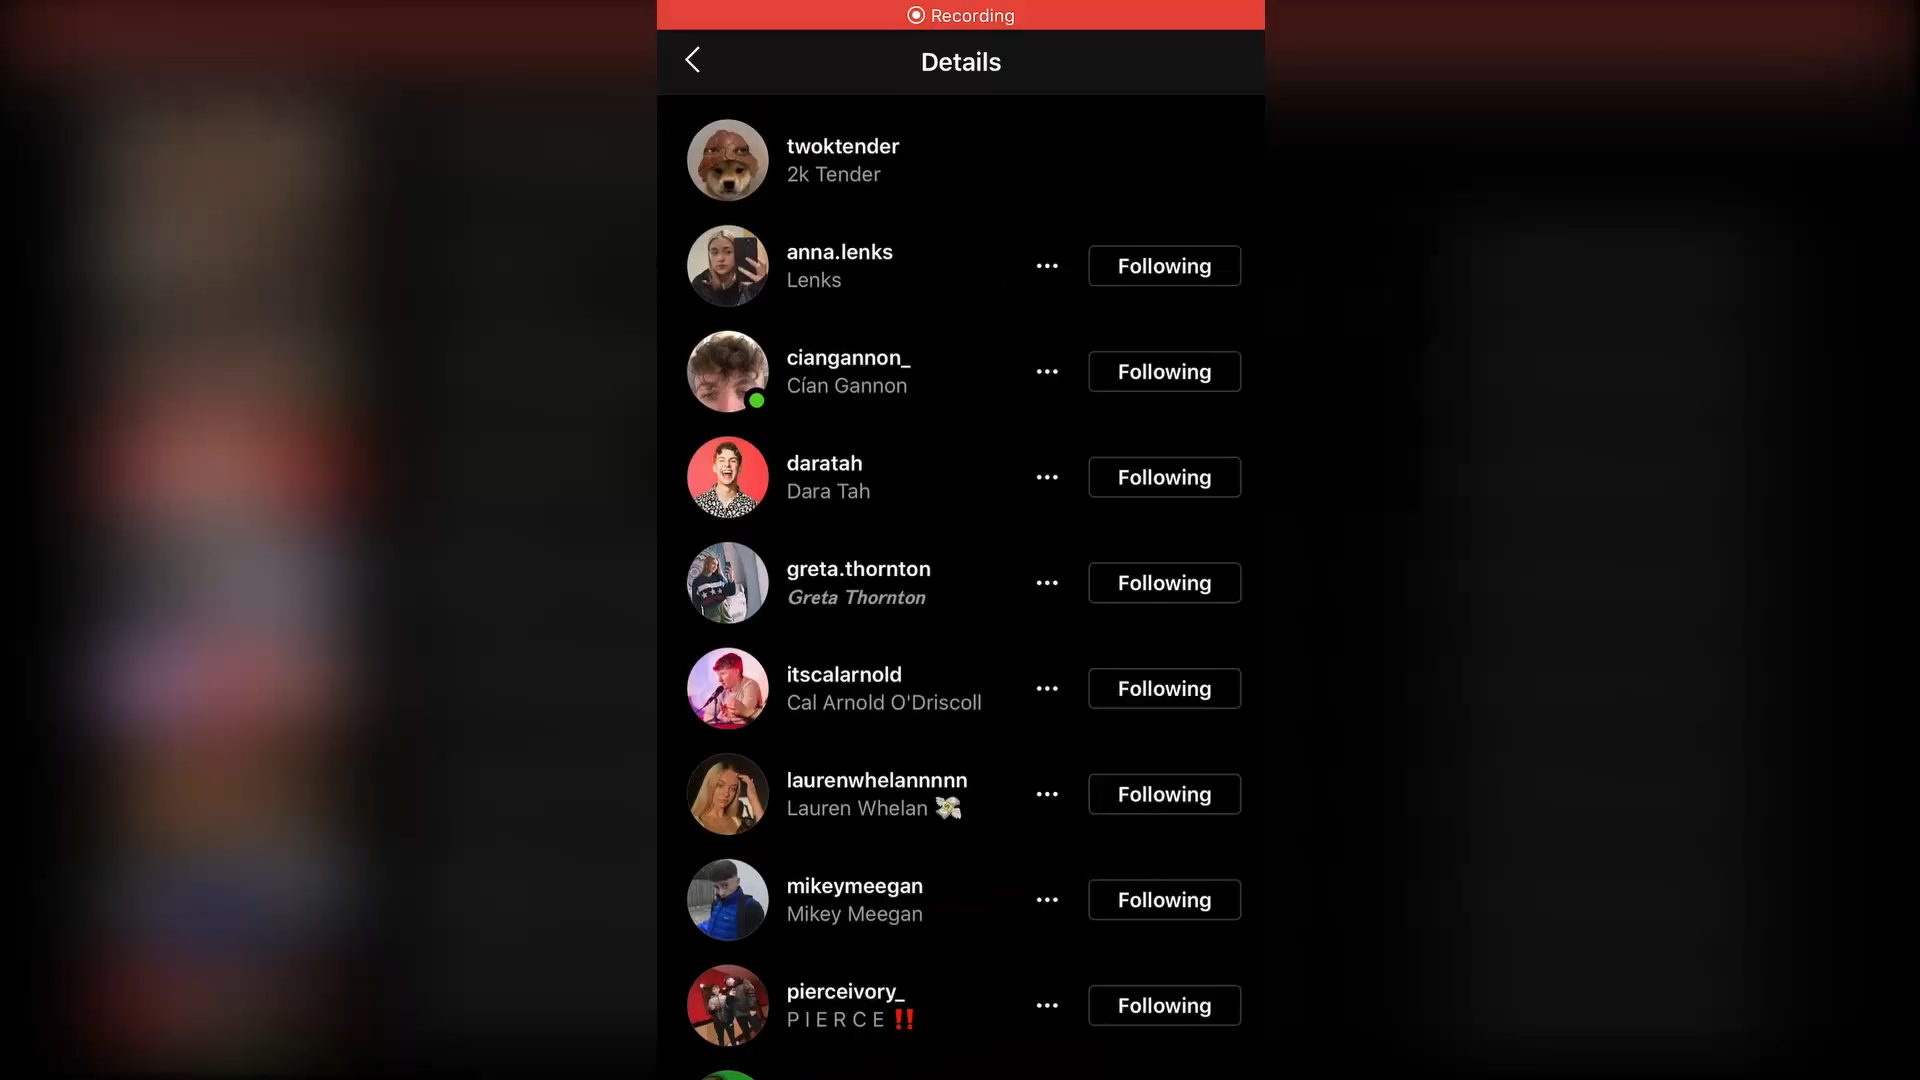 Recording
Details
twoktender
2k Tender
anna.lenks
Lenks
Following
ciangannon_
Cían Gannon
Following
daratah
Dara Tah
Following
greta.thornton
Greta Thornton
Following
itscalarnold
Cal Arnold O'Driscoll
Following
laurenwhelannnnn
Lauren Whelan 💸
Following
mikeymeegan
Mikey Meegan
Following
pierceivory_
P I E R C E ‼️
Following